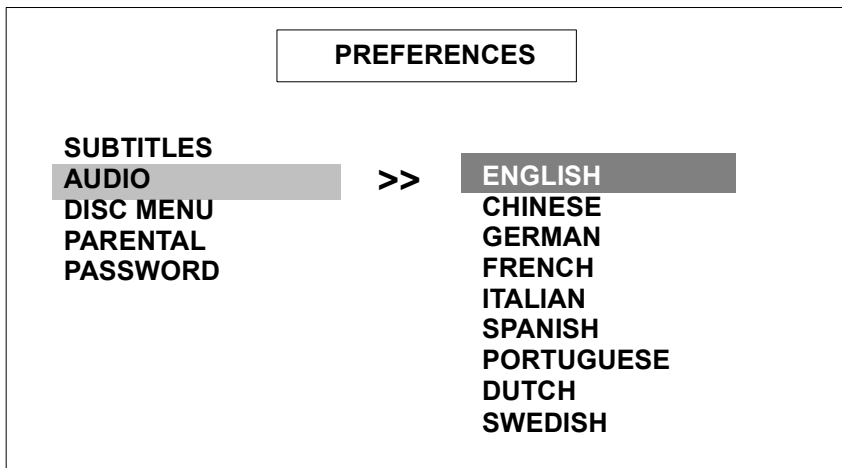 PREFERENCES
SUBTITLES
AUDIO
DISC MENU
PARENTAL
PASSWORD
>>
ENGLISH
CHINESE
GERMAN
FRENCH
ITALIAN
SPANISH
PORTUGUESE
DUTCH
SWEDISH